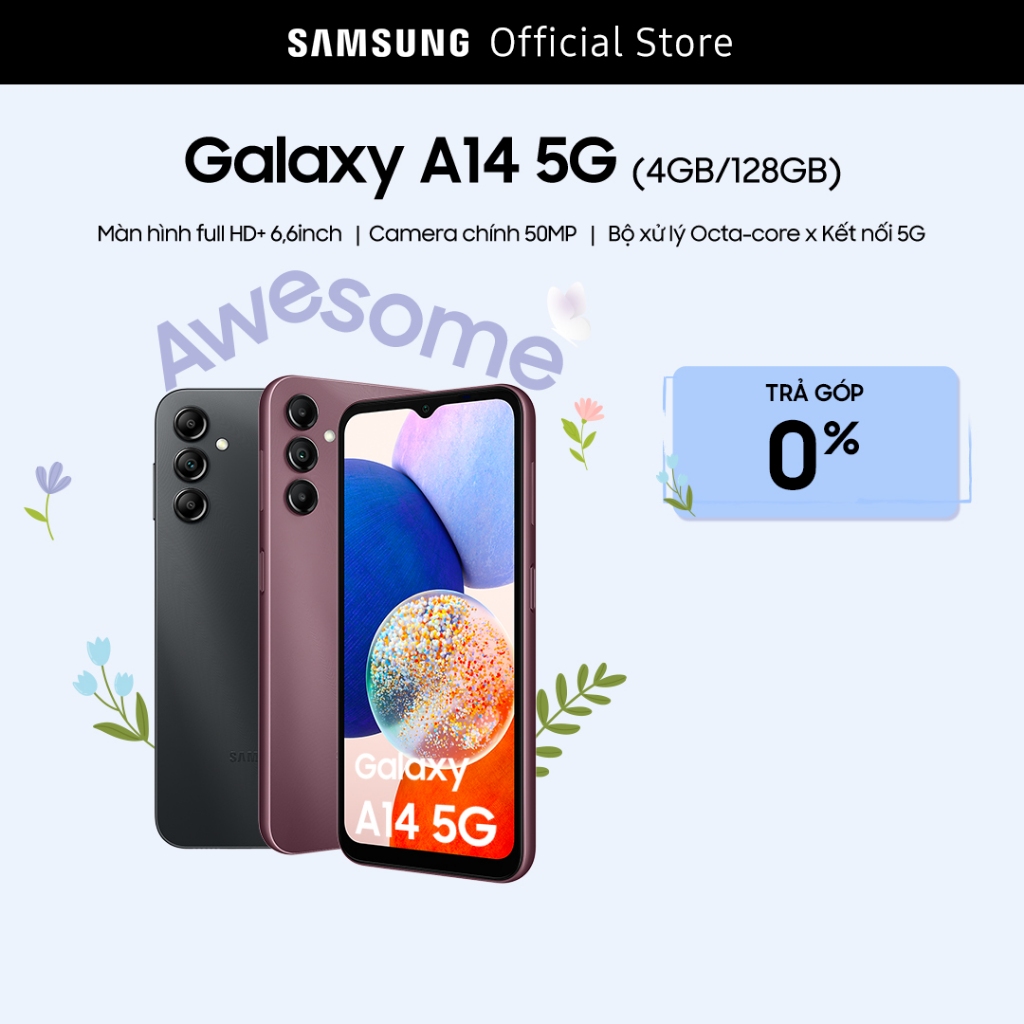 SAMSUNG Official Store
Galaxy A14 5G (4GB/128GB)
Màn hình full HD+ 6,6inch | Camera chính 50MP | Bộ xử lý Octa-core x Kết nối 5G
Awesome
TRẢ GÓP
0%
SAM
Galaxy
A14 5G